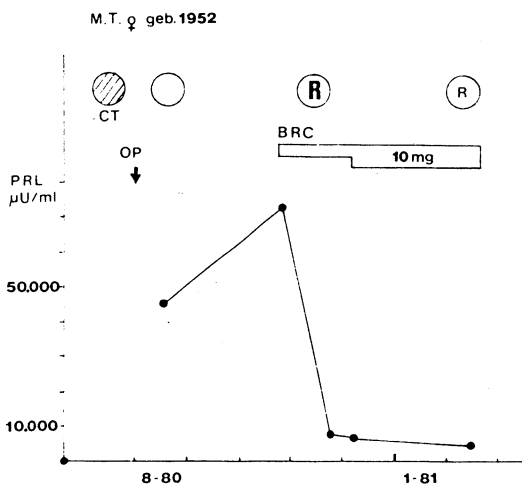 M.T. ♀ geb. 1952
R R
CT
BRC
OP
10 mg
PRL
µU/ml
50.000
10.000
8-80 1-81